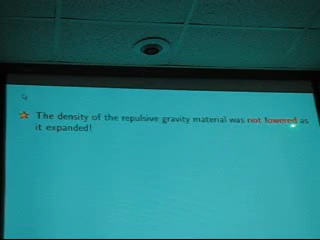 The density of the repulsive gravity material was not lowered as
it expanded!